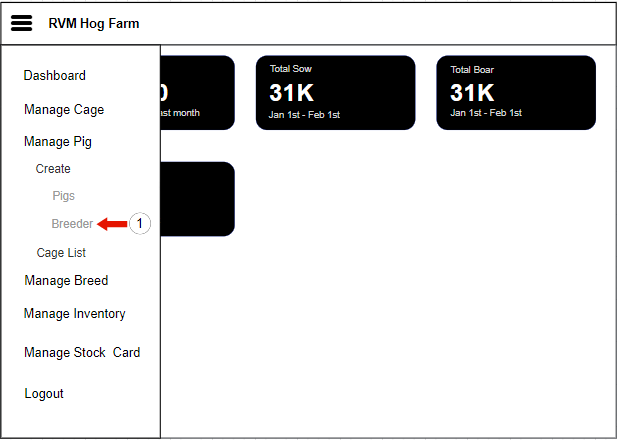 RVM Hog Farm
Dashboard
Manage Cage
Manage Pig
Create
Pigs
Breeder
1
Cage List
Manage Breed
Manage Inventory
Manage Stock Card
Logout
0
ast month
Total Sow
31K
Jan 1st - Feb 1st
Total Boar
31K
Jan 1st - Feb 1st